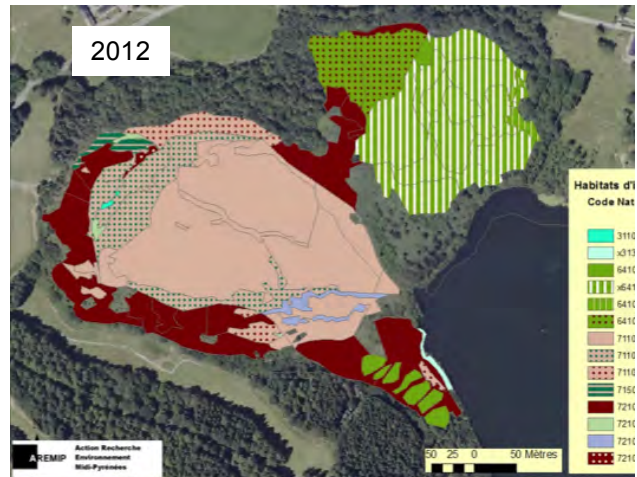 2012
Habitats d'i
Code Nat
3110
x313
6410
x641
6410
6410
7110
7110
7110
7150
7210
7210
7210
7210
50 25 0 50 Mètres
AREMIP
Action Recherche
Environnement
Midi-Pyrénées